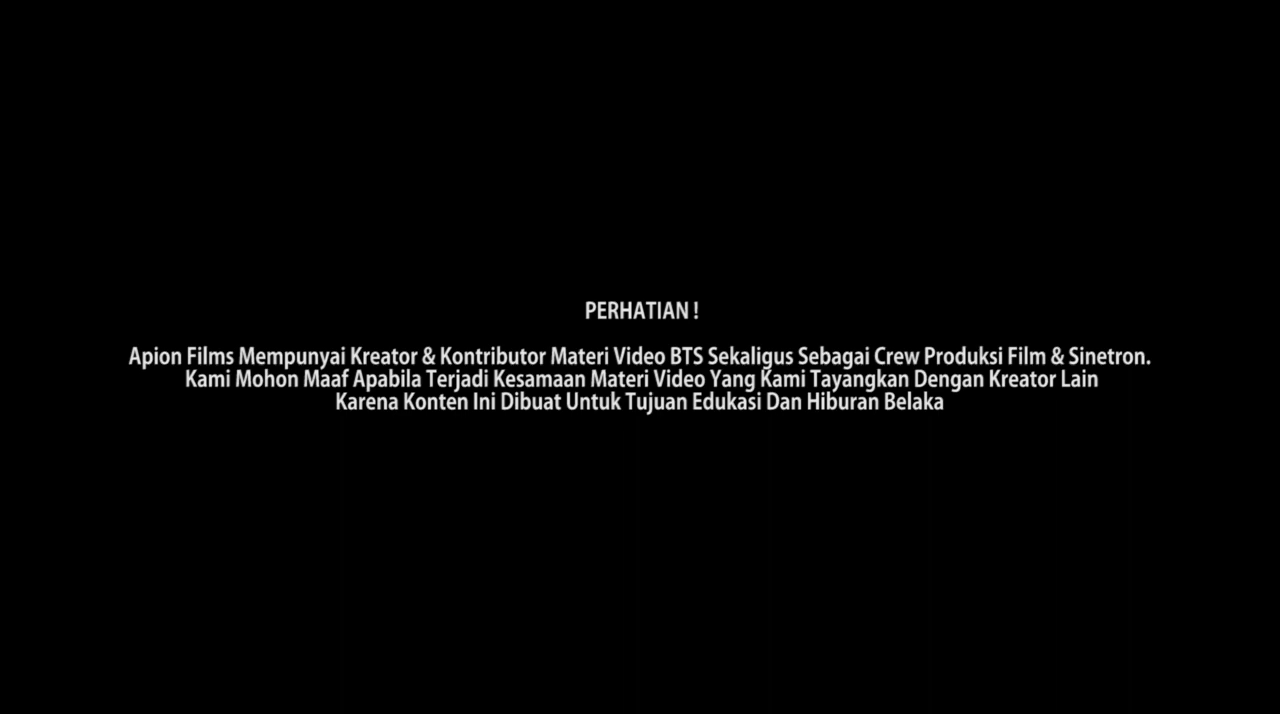 PERHATIAN !
Apion Films Mempunyai Kreator & Kontributor Materi Video BTS Sekaligus Sebagai Crew Produksi Film & Sinetron.
Kami Mohon Maaf Apabila Terjadi Kesamaan Materi Video Yang Kami Tayangkan Dengan Kreator Lain
Karena Konten Ini Dibuat Untuk Tujuan Edukasi Dan Hiburan Belaka